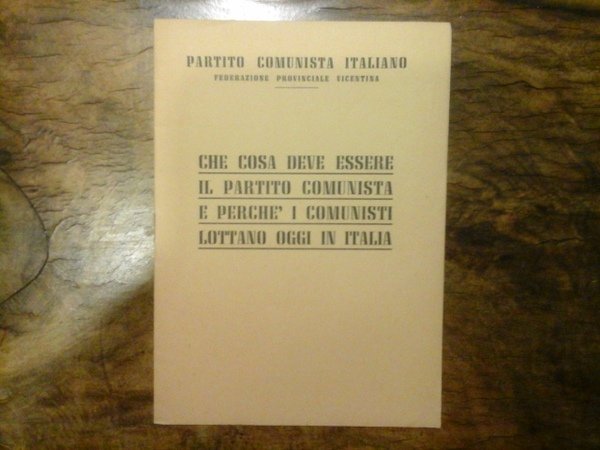 PARTITO COMUNISTA ITALIANO
FEDERAZIONE PROVINCIALE VICENTINA
CHE COSA DEVE ESSERE
IL PARTITO COMUNISTA
E PERCHE' I COMUNISTI
LOTTANO OGGI IN ITALIA